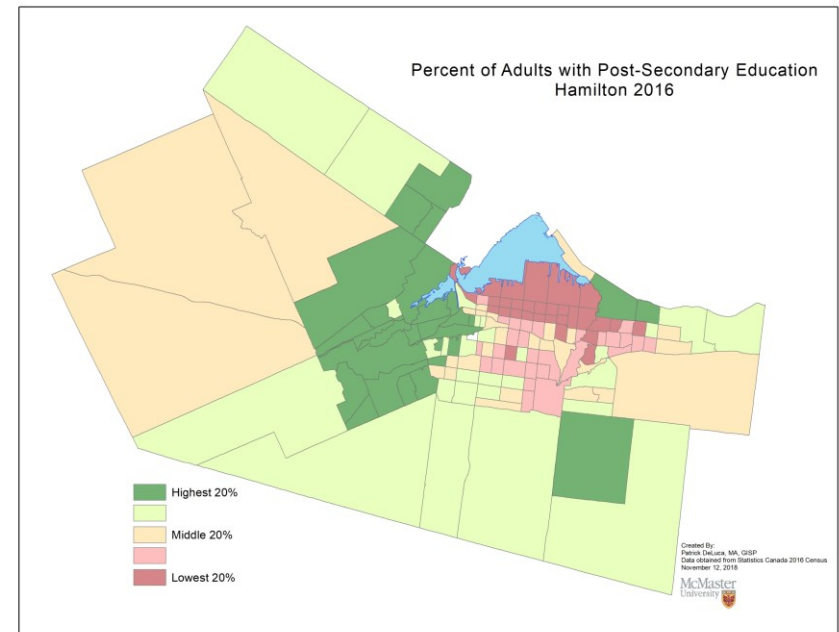 Percent of Adults with Post-Secondary Education
Hamilton 2016
Highest 20%
Middle 20%
Lowest 20%
Created By:
Patrick DeLuca, MA, GISP
Data obtained from Statistics Canada 2016 Census
November 12, 2018
McMaster
University